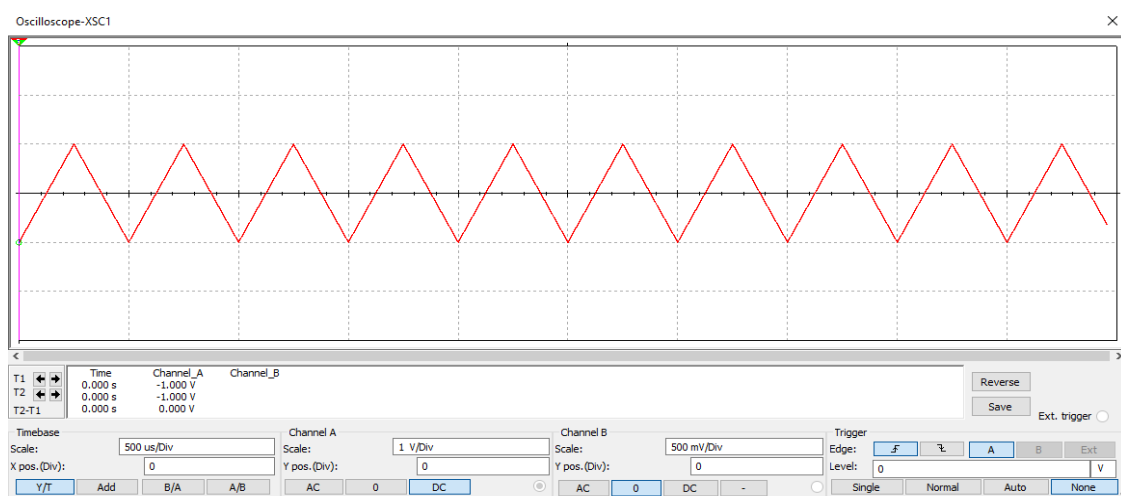 Oscilloscope-XSC1
T1
T2
T2-T1
Time Channel_A Channel_B
0.000 s -1.000 V
0.000 s -1.000 V
0.000 s 0.000 V
Reverse
Save
Ext. trigger
Timebase
Scale: 500 us/Div
X pos.(Div): 0
Y/T Add B/A A/B
Channel A
Scale: 1 V/Div
Y pos.(Div): 0
AC 0 DC
Channel B
Scale: 500 mV/Div
Y pos.(Div): 0
AC 0 DC -
Trigger
Edge: A B Ext
Level: 0 V
Single Normal Auto None